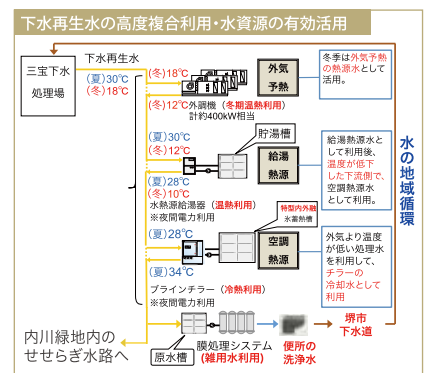 下水再生水の高度複合利用・水資源の有効活用
三宝下水
処理場
下水再生水
(夏)30℃
(冬)18℃
(冬)18℃
(冬)12℃外調機(冬期温熱利用)
計約400kW相当
外気
予熱
冬季は外気予熱
の熱源水として
活用。
(夏)30℃
(冬)12℃
貯湯槽
給湯
熱源
給湯熱源水と
して利用後、
温度が低下
した下流側で、
空調熱源水
として利用。
(夏)28℃
(冬)10℃
水熱源給湯器(温熱利用)
※夜間電力利用
特型内外融
氷蓄熱槽
(夏)28℃
空調
熱源
外気より温度
が低い処理水
を利用して、
チラーの
冷却水として
利用
(夏)34℃
ブラインチラー(冷熱利用)
※夜間電力利用
水の地域循環
内川緑地内の
せせらぎ水路へ
原水槽
膜処理システム
(雑用水利用)
便所の
洗浄水
堺市
下水道